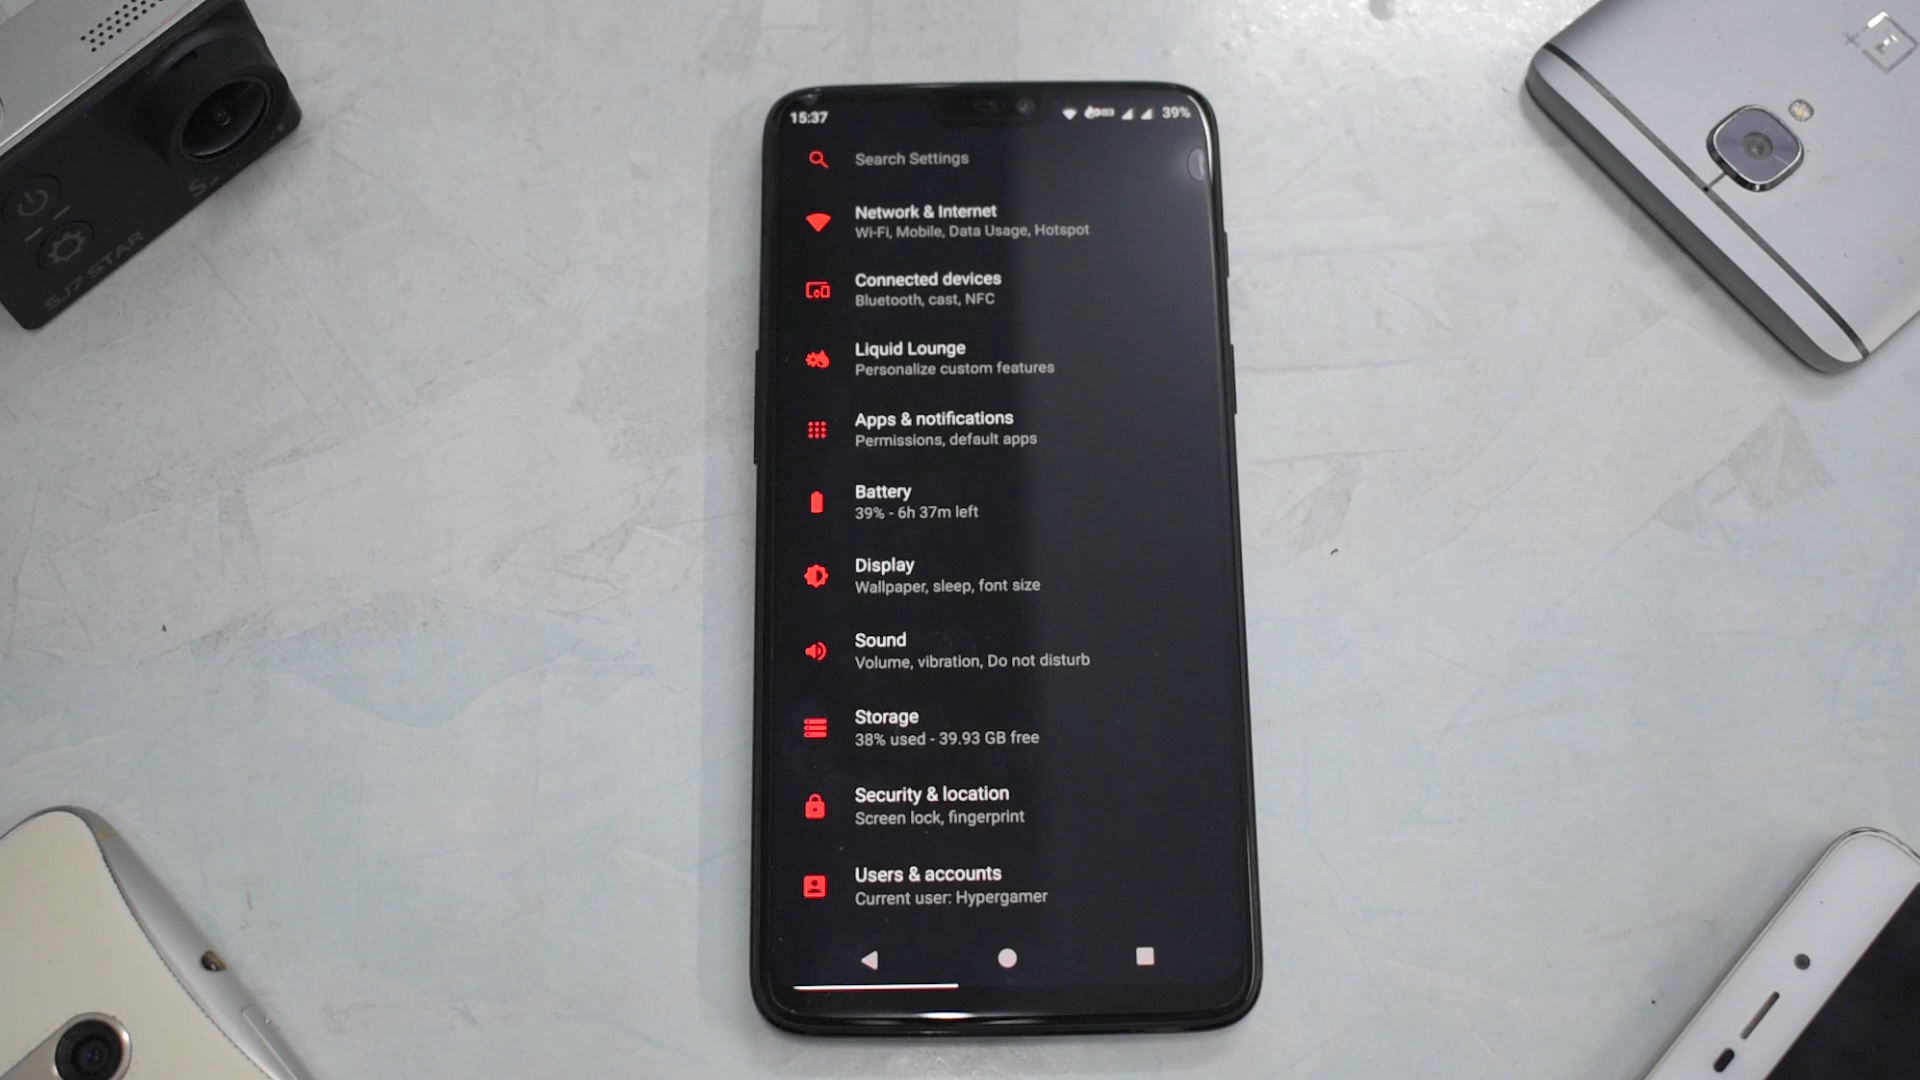 15:37
39%
Search Settings
Network & Internet
Wi-Fi, Mobile, Data Usage, Hotspot
Connected devices
Bluetooth, cast, NFC
Liquid Lounge
Personalize custom features
Apps & notifications
Permissions, default apps
Battery
39% - 6h 37m left
Display
Wallpaper, sleep, font size
Sound
Volume, vibration, Do not disturb
Storage
38% used - 39.93 GB free
Security & location
Screen lock, fingerprint
Users & accounts
Current user: Hypergamer
SJ7 STAR